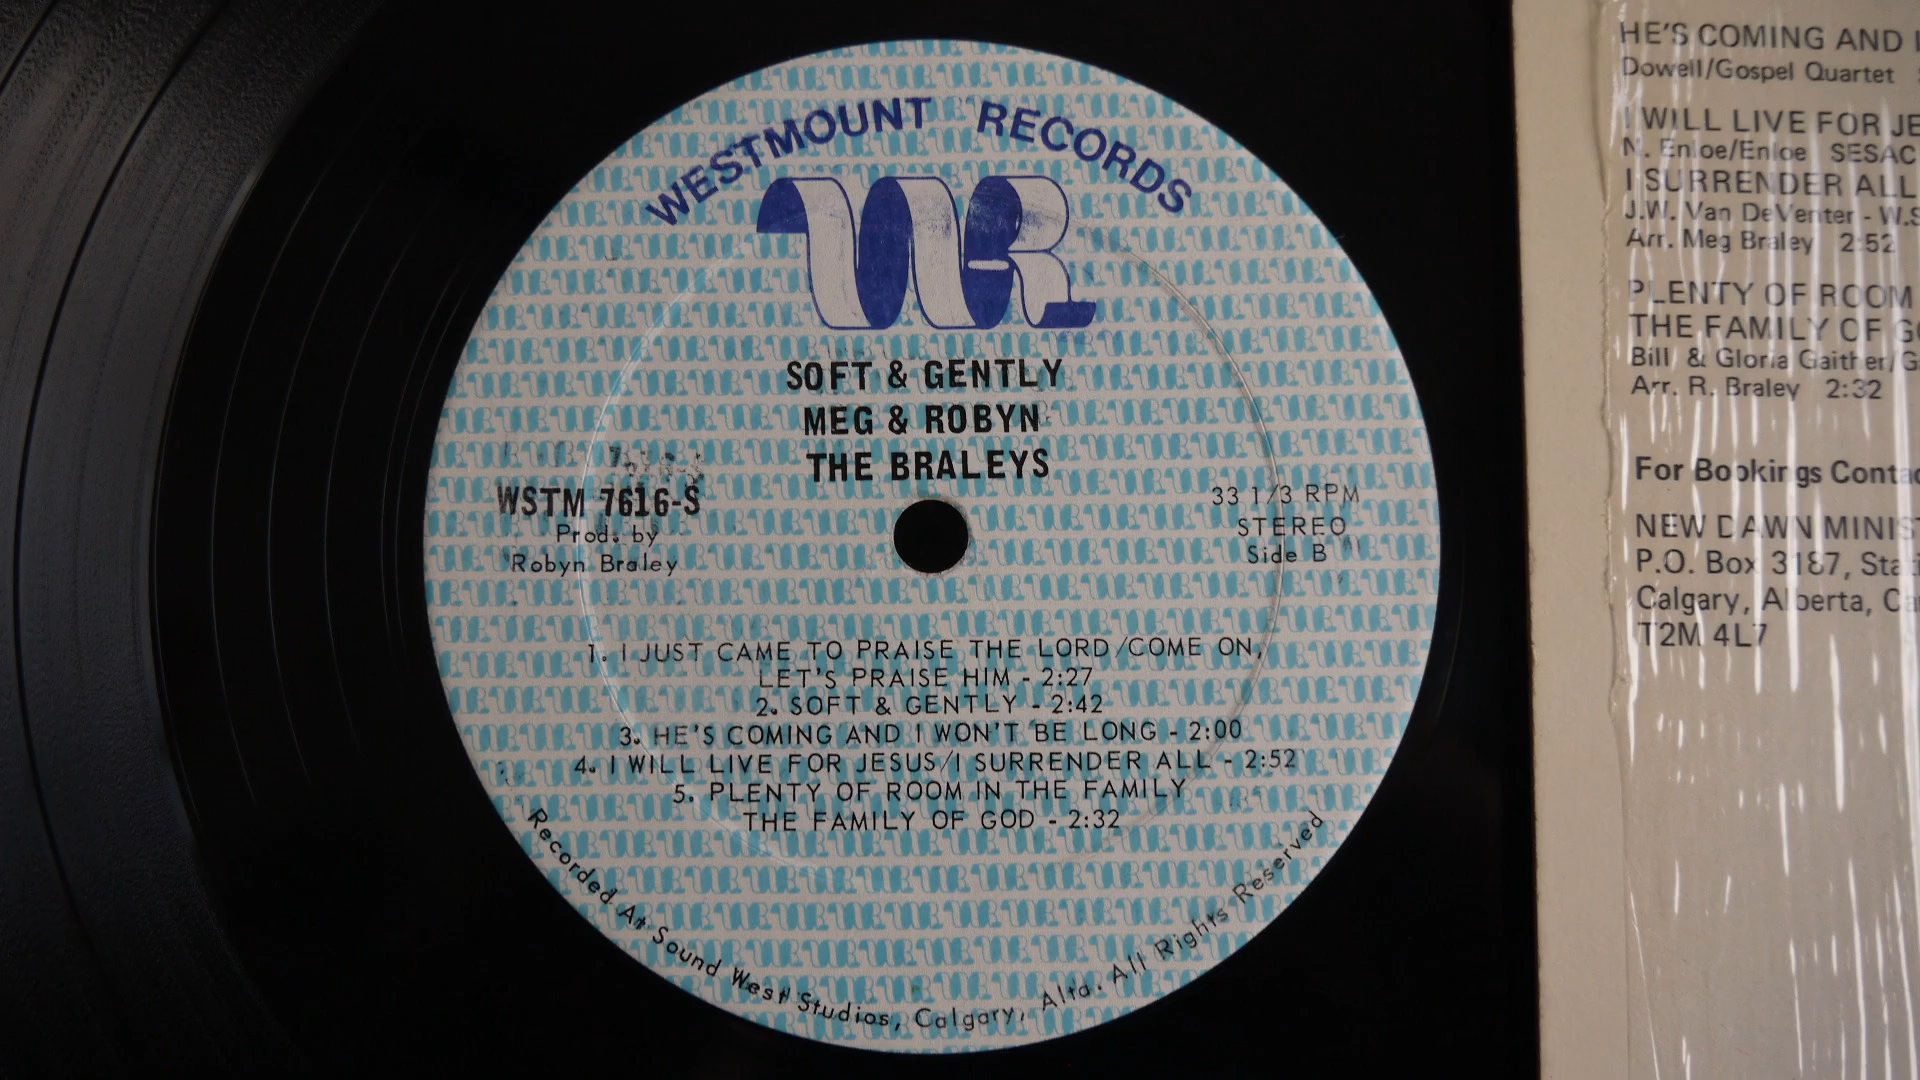 WESTMOUNT RECORDS
WR
SOFT & GENTLY
MEG & ROBYN
THE BRALEYS
WSTM 7616-S
Prod. by
Robyn Braley
33 1/3 RPM
STEREO
Side B
1. I JUST CAME TO PRAISE THE LORD/COME ON,
LET'S PRAISE HIM - 2:27
2. SOFT & GENTLY - 2:42
3. HE'S COMING AND I WON'T BE LONG - 2:00
4. I WILL LIVE FOR JESUS/I SURRENDER ALL - 2:52
5. PLENTY OF ROOM IN THE FAMILY
THE FAMILY OF GOD - 2:32
Recorded At Sound West Studios, Calgary, Alta. All Rights Reserved
HE'S COMING AND I
Dowell/Gospel Quartet
I WILL LIVE FOR JE
N. Enloe/Enloe SESAC
I SURRENDER ALL
J.W. Van DeVenter - W.S
Arr. Meg Braley 2:52
PLENTY OF ROOM
THE FAMILY OF GO
Bill & Gloria Gaither/G
Arr. R. Braley 2:32
For Bookings Contac
NEW DAWN MINIS
P.O. Box 3187, Stati
Calgary, Alberta, Ca
T2M 4L7